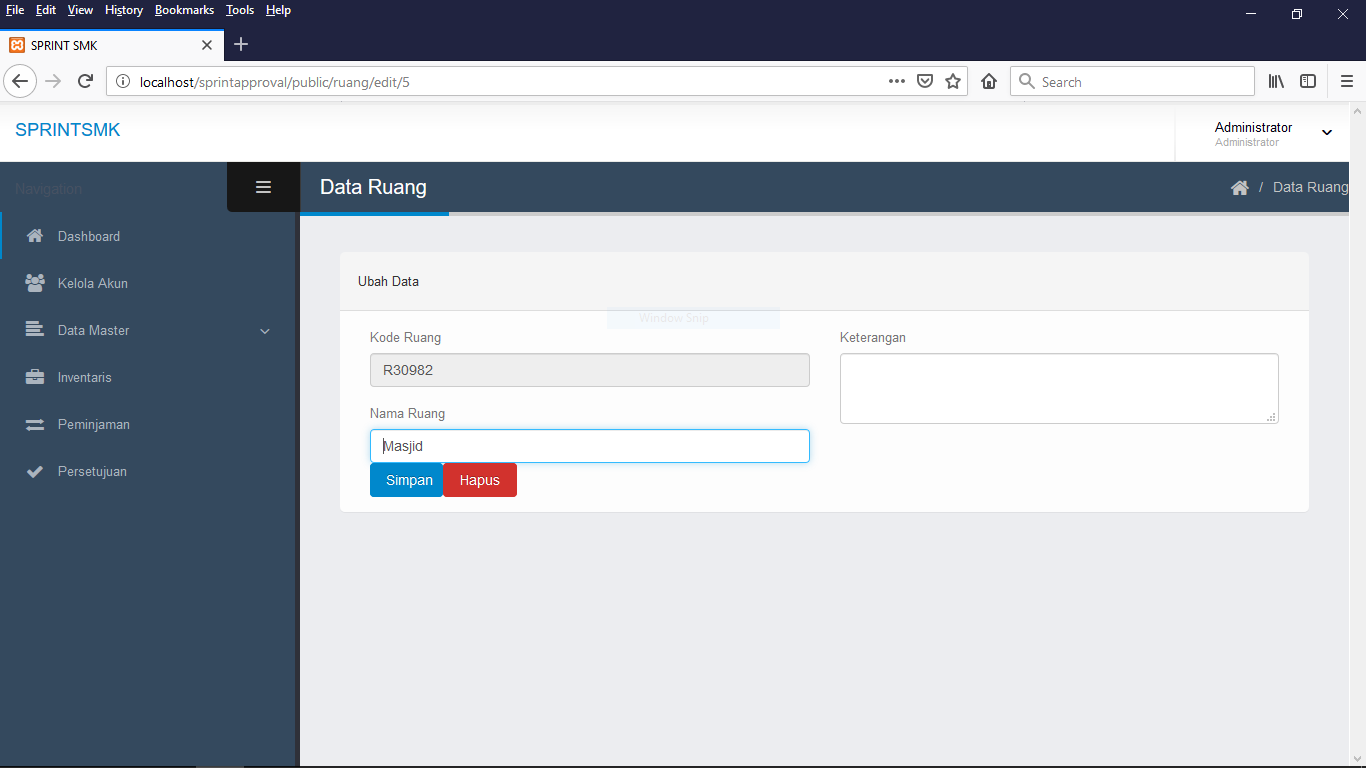 File Edit View History Bookmarks Tools Help
SPRINT SMK
localhost/sprintapproval/public/ruang/edit/5
Search
SPRINTSMK
Administrator
Administrator
Navigation
Data Ruang
/ Data Ruang
Dashboard
Kelola Akun
Data Master
Inventaris
Peminjaman
Persetujuan
Ubah Data
Window Snip
Kode Ruang
R30982
Nama Ruang
Masjid
Simpan Hapus
Keterangan